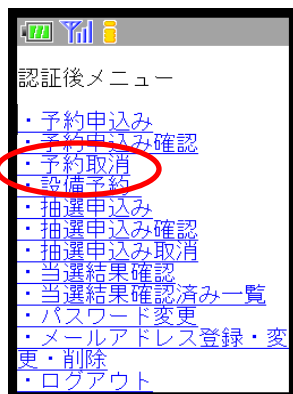 認証後メニュー
・予約申込み
・予約申込み確認
・予約取消
・設備予約
・抽選申込み
・抽選申込み確認
・抽選申込み取消
・当選結果確認
・当選結果確認済み一覧
・パスワード変更
・メールアドレス登録・変
更・削除
・ログアウト